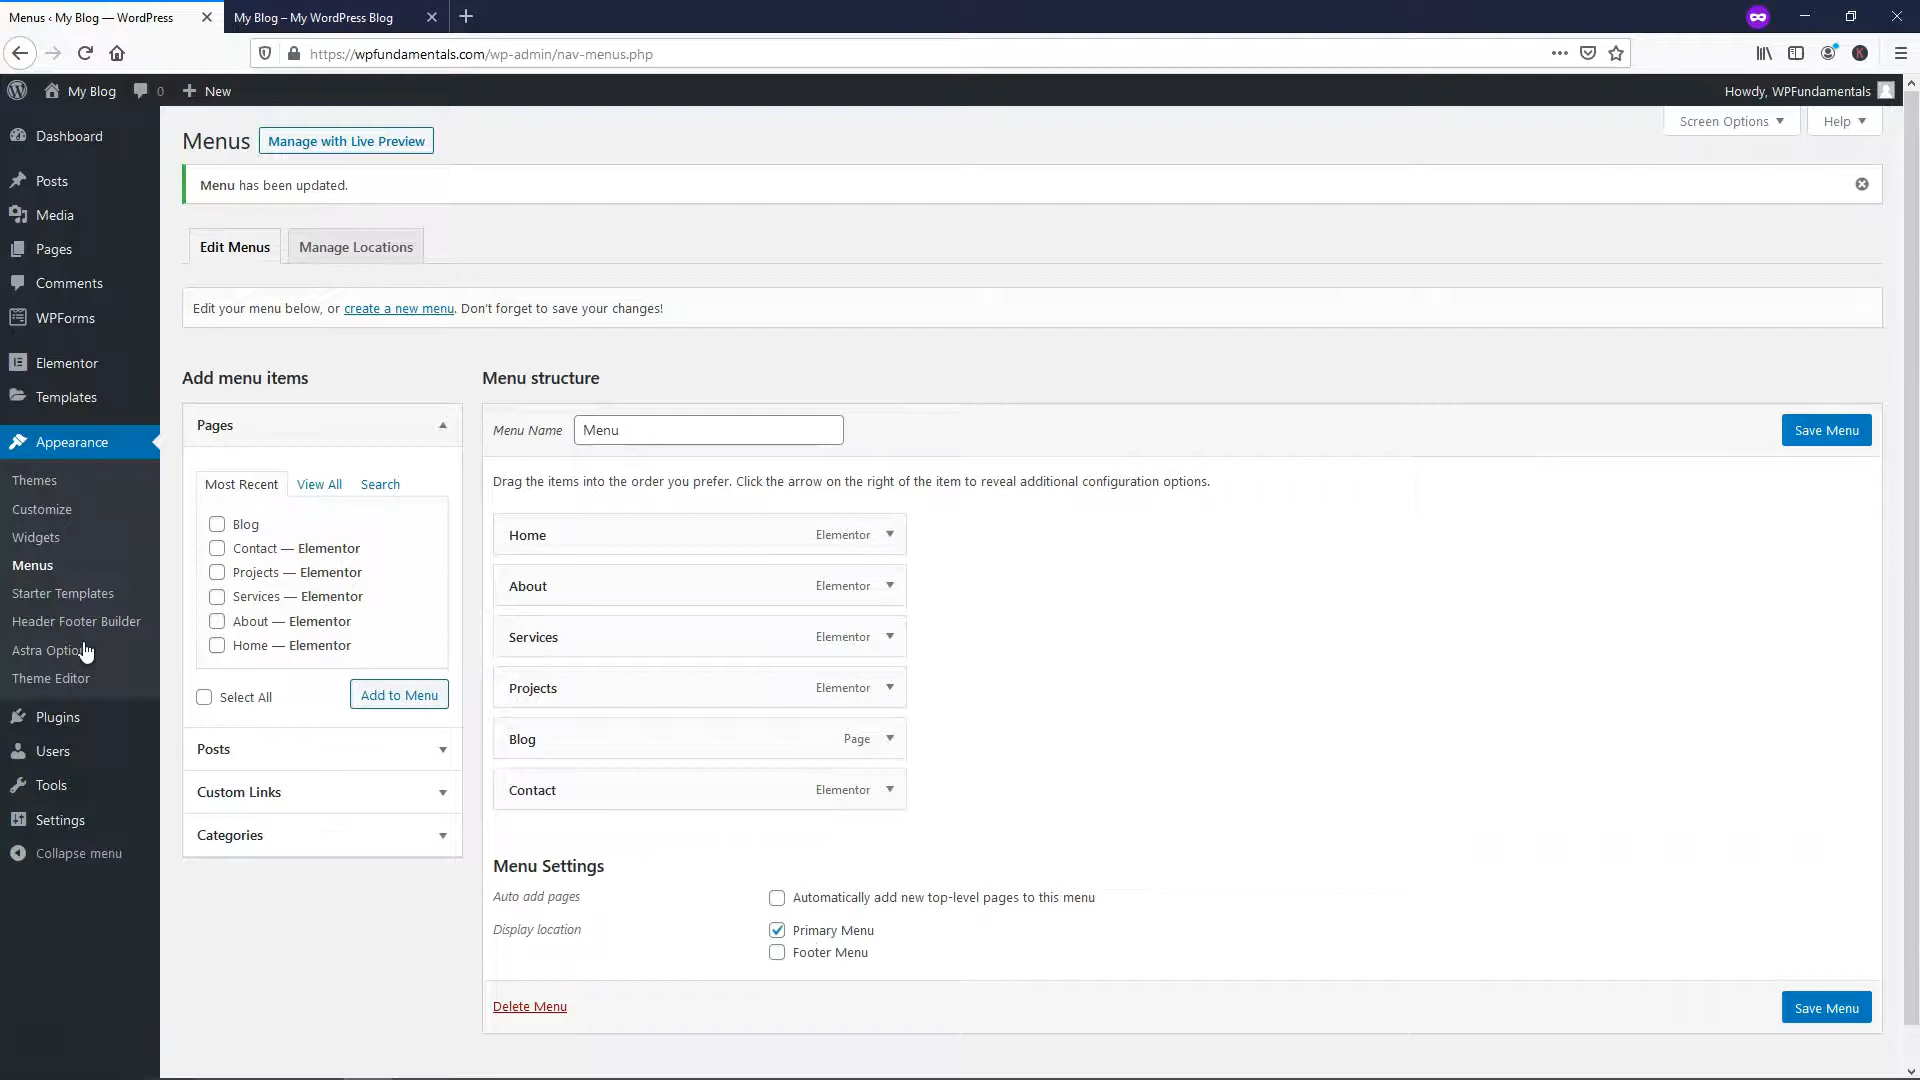 Menus ‹ My Blog — WordPress
My Blog – My WordPress Blog
https://wpfundamentals.com/wp-admin/nav-menus.php
My Blog
0
New
Howdy, WPFundamentals
Dashboard
Posts
Media
Pages
Comments
WPForms
Elementor
Templates
Appearance
Themes
Customize
Widgets
Menus
Starter Templates
Header Footer Builder
Astra
Theme Editor
Plugins
Users
Tools
Settings
Collapse menu
Screen Options
Help
Menus
Manage with Live Preview
Menu has been updated.
Edit Menus
Manage Locations
Edit your menu below, or create a new menu. Don't forget to save your changes!
Add menu items
Pages
Most Recent
View All
Search
Blog
Contact — Elementor
Projects — Elementor
Services — Elementor
About — Elementor
Home — Elementor
Select All
Add to Menu
Posts
Custom Links
Categories
Menu structure
Menu Name
Menu
Save Menu
Drag the items into the order you prefer. Click the arrow on the right of the item to reveal additional configuration options.
Home
Elementor
About
Elementor
Services
Elementor
Projects
Elementor
Blog
Page
Contact
Elementor
Menu Settings
Auto add pages
Automatically add new top-level pages to this menu
Display location
Primary Menu
Footer Menu
Delete Menu
Save Menu